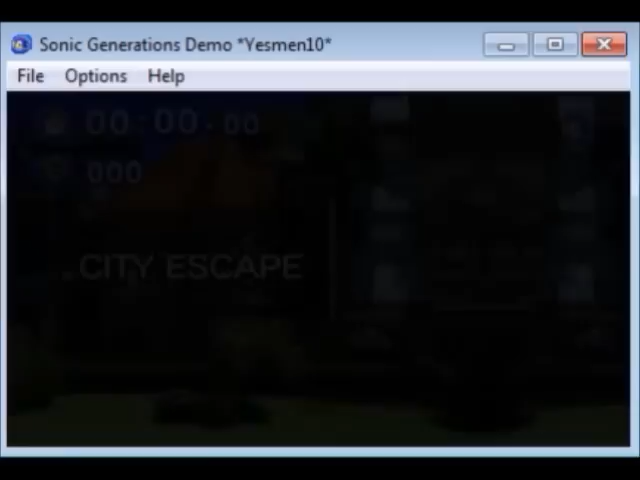 Sonic Generations Demo *Yesmen10*
File Options Help
00:00.00
000
CITY ESCAPE